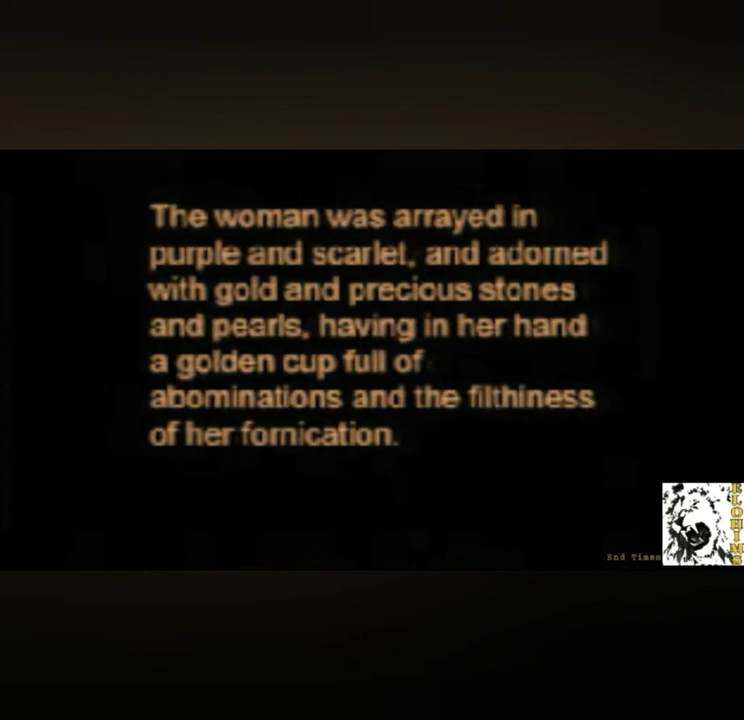 The woman was arrayed in
purple and scarlet, and adorned
with gold and precious stones
and pearls, having in her hand
a golden cup full of
abominations and the filthiness
of her fornication.
End Times
ELOHIMS